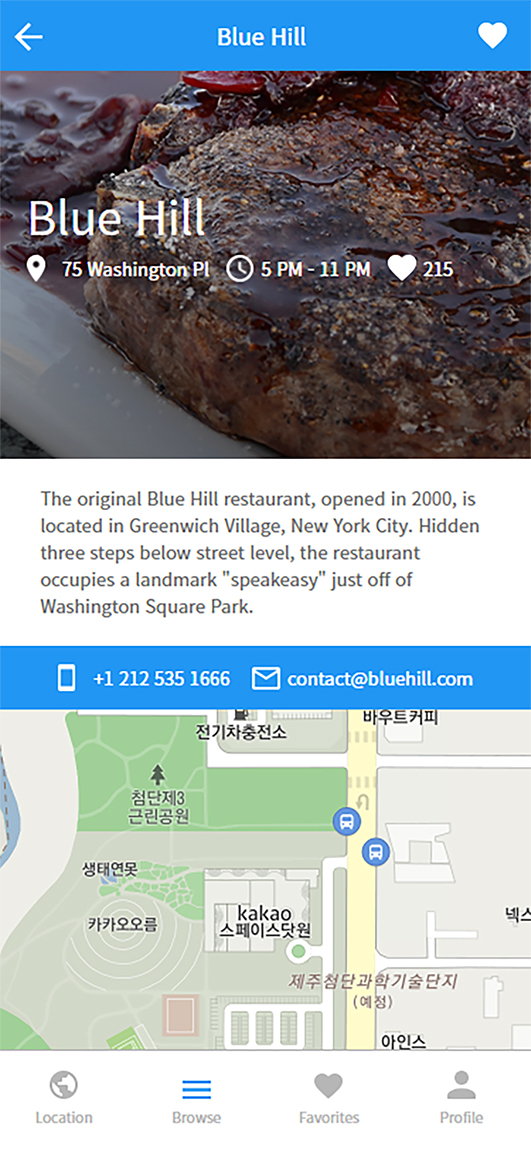 Blue Hill
Blue Hill
75 Washington Pl 5 PM - 11 PM 215
The original Blue Hill restaurant, opened in 2000, is
located in Greenwich Village, New York City. Hidden
three steps below street level, the restaurant
occupies a landmark "speakeasy" just off of
Washington Square Park.
+1 212 535 1666 contact@bluehill.com
바우트커피
전기차충전소
첨단제3
근린공원
생태연못
카카오오름
kakao
스페이스닷원
넥스
제주첨단과학기술단지
(예정)
아인스
Location Browse Favorites Profile